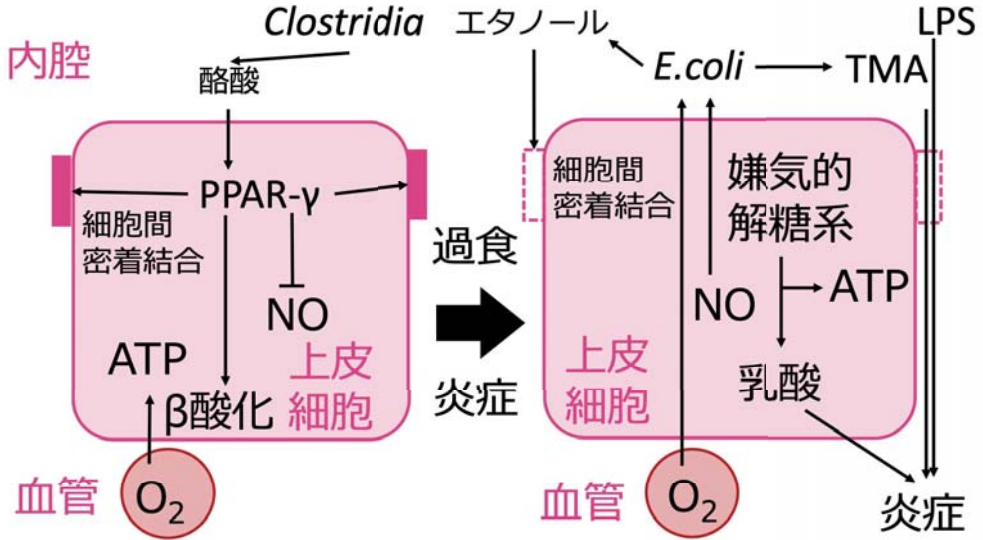 Clostridia
エタノール
LPS
内腔
酪酸
E.coli
TMA
PPAR-γ
細胞間
密着結合
NO
ATP
β酸化
上皮
細胞
血管
O2
過食
炎症
細胞間
密着結合
嫌気的
解糖系
NO
ATP
乳酸
上皮
細胞
血管
O2
炎症